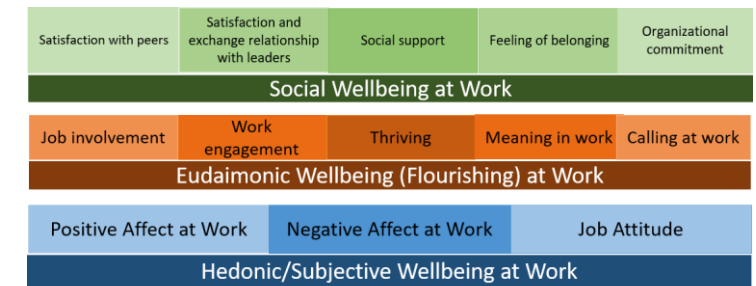 Satisfaction with peers
Satisfaction and
exchange relationship
with leaders
Social support
Feeling of belonging
Organizational
commitment
Social Wellbeing at Work
Job involvement
Work
engagement
Thriving
Meaning in work
Calling at work
Eudaimonic Wellbeing (Flourishing) at Work
Positive Affect at Work
Negative Affect at Work
Job Attitude
Hedonic/Subjective Wellbeing at Work